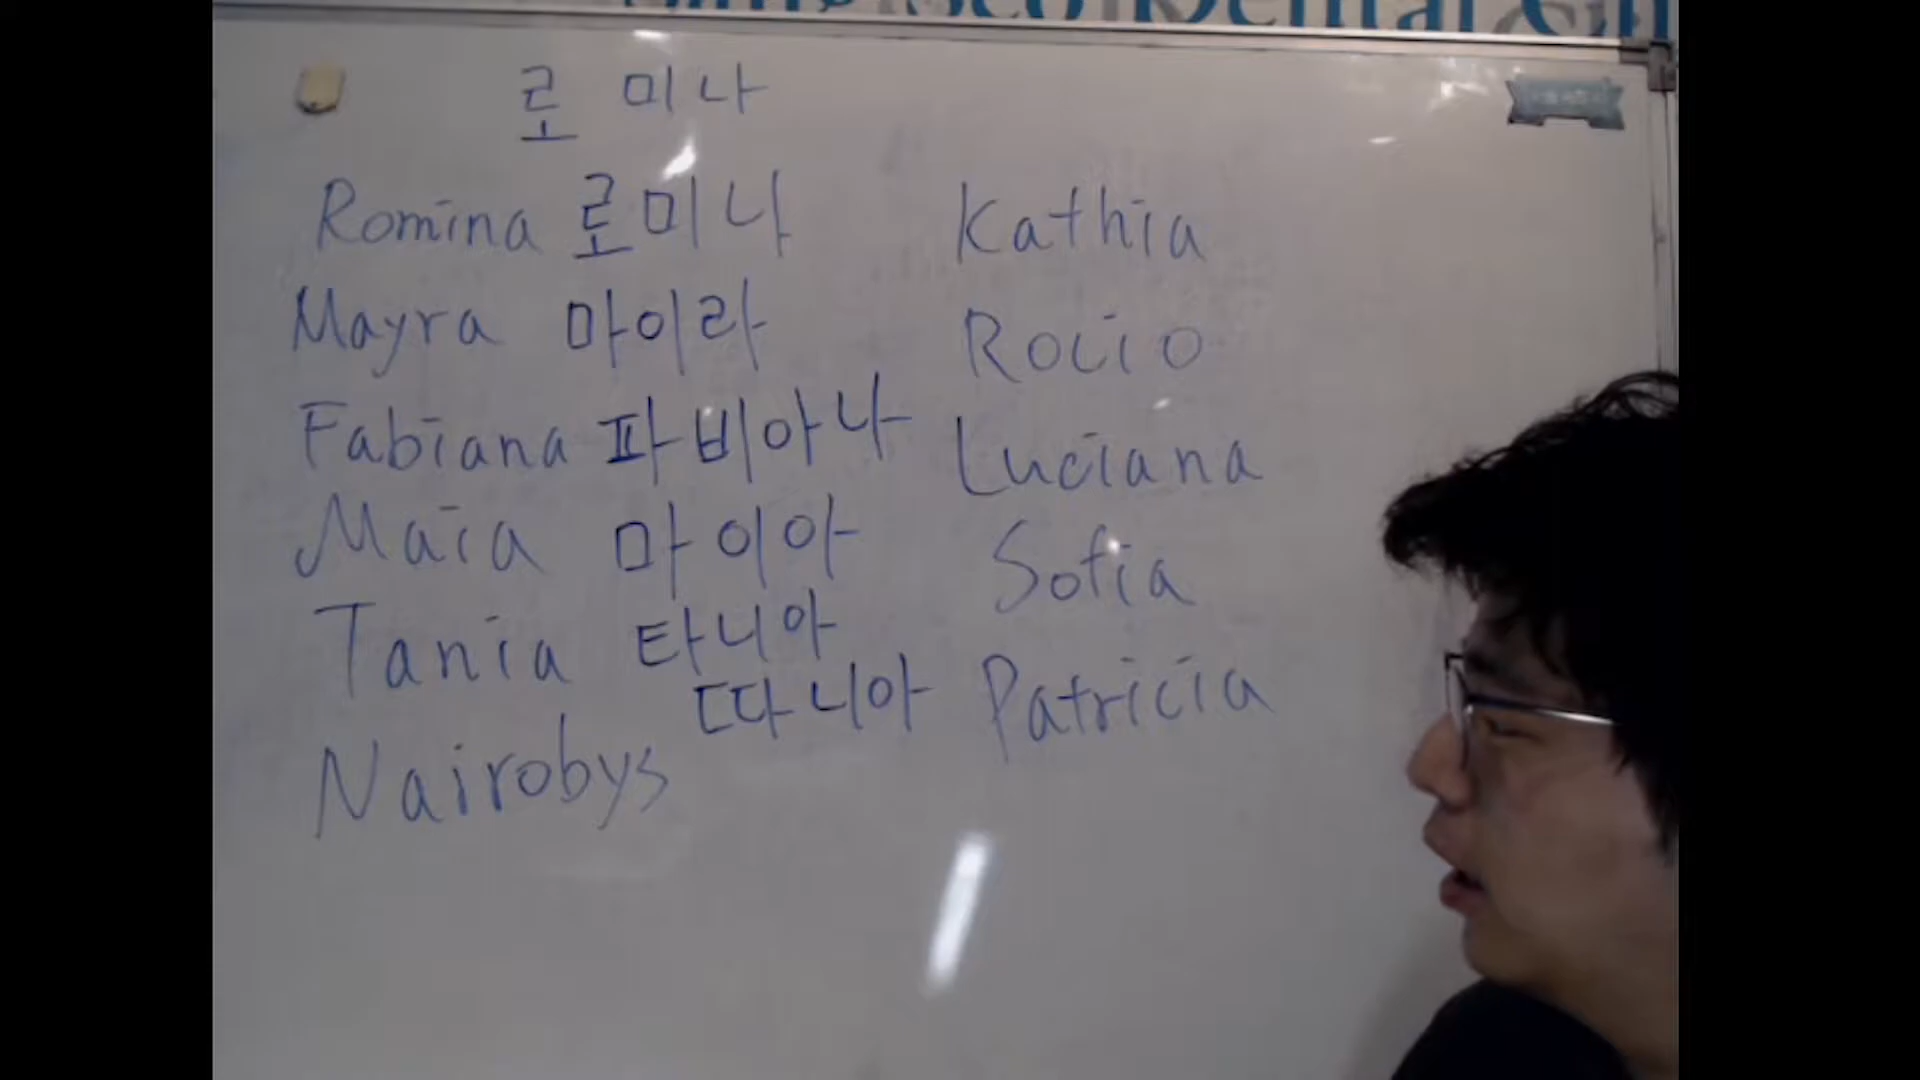 Dental
로미나
Romina 로미나
Mayra 마이라
Fabiana 파비아나
Maia 마이아
Tania 타니아
따니아
Nairobys
Kathia
Rocio
Luciana
Sofia
Patricia